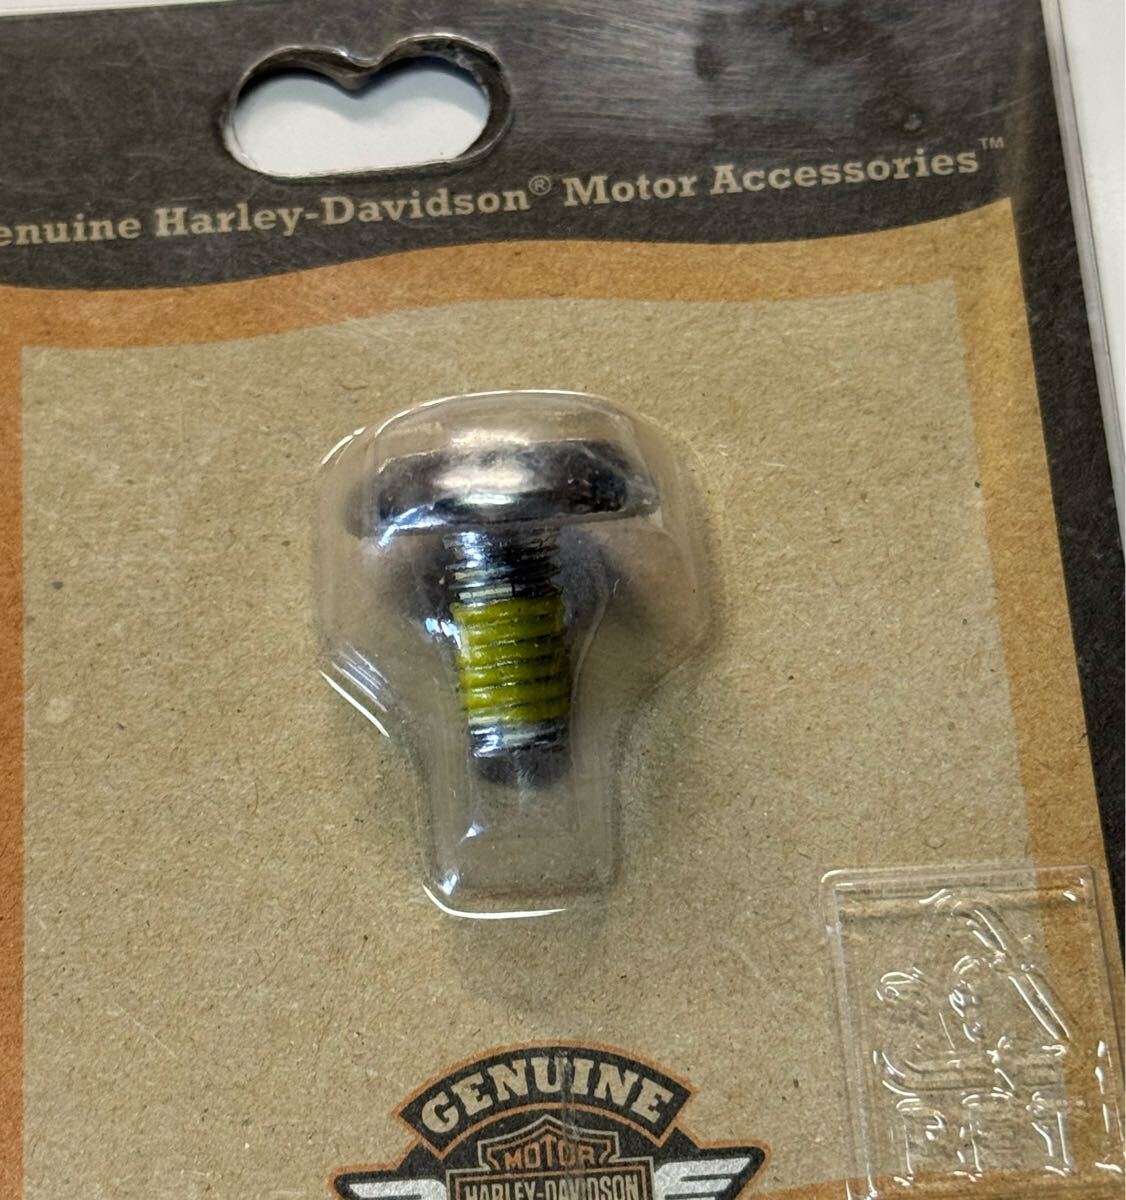 enuine Harley-Davidson® Motor Accessories™
GENUINE
MOTOR
HARLEY-DAVIDSON